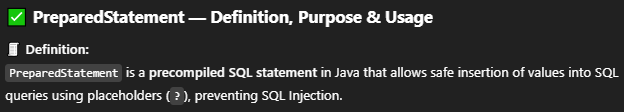 ✅ PreparedStatement — Definition, Purpose & Usage
🧾 Definition:
PreparedStatement is a precompiled SQL statement in Java that allows safe insertion of values into SQL
queries using placeholders ( ? ), preventing SQL Injection.